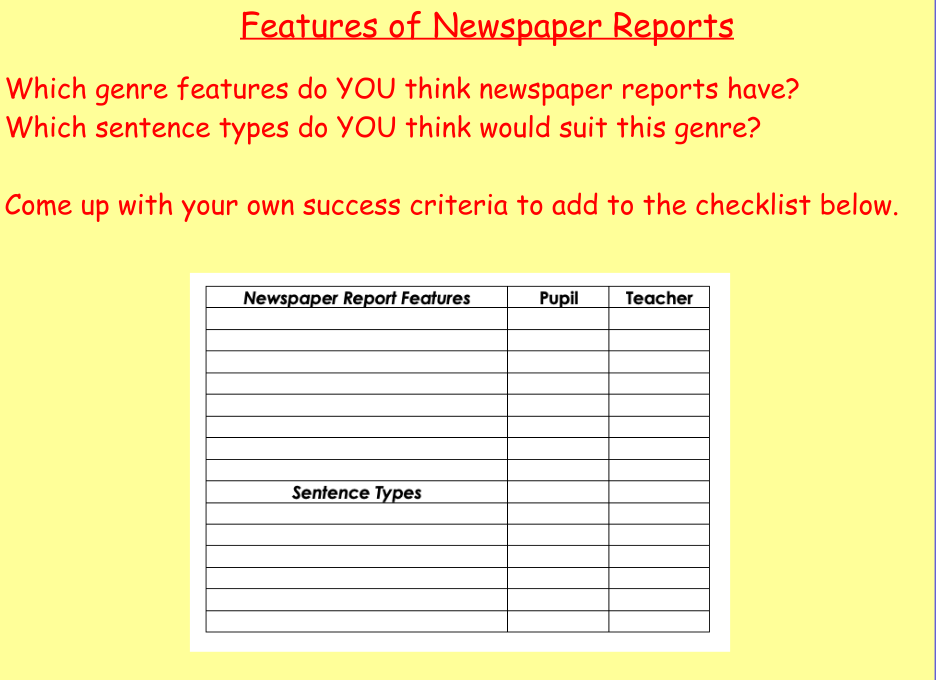 Features of Newspaper Reports
Which genre features do YOU think newspaper reports have?
Which sentence types do YOU think would suit this genre?
Come up with your own success criteria to add to the checklist below.
Newspaper Report Features Pupil Teacher
Sentence Types